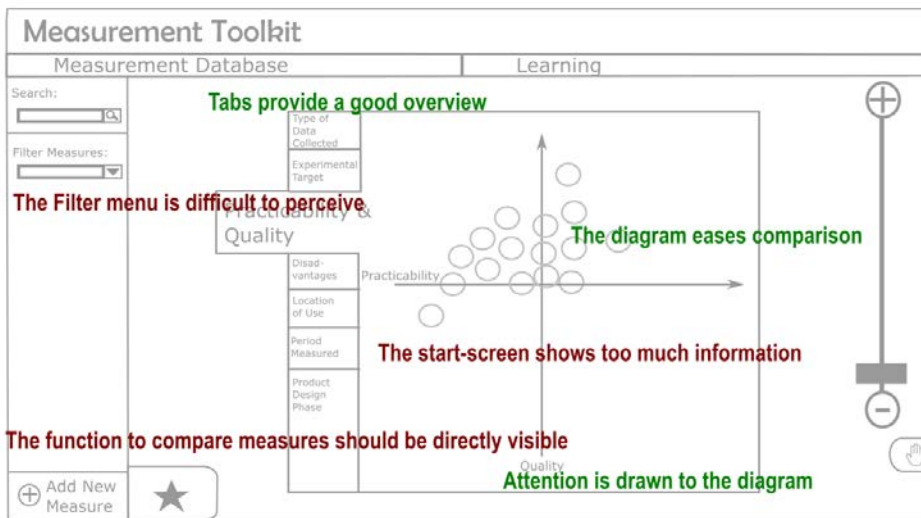 Measurement Toolkit
Measurement Database
Learning
Search:
Tabs provide a good overview
Type of
Data
Collected
Filter Measures:
Experimental
Target
The Filter menu is difficult to perceive
Practicability &
Quality
The diagram eases comparison
Disad-
vantages
Practicability
Location
of Use
Period
Measured
The start-screen shows too much information
Product
Design
Phase
The function to compare measures should be directly visible
Quality
Attention is drawn to the diagram
Add New
Measure